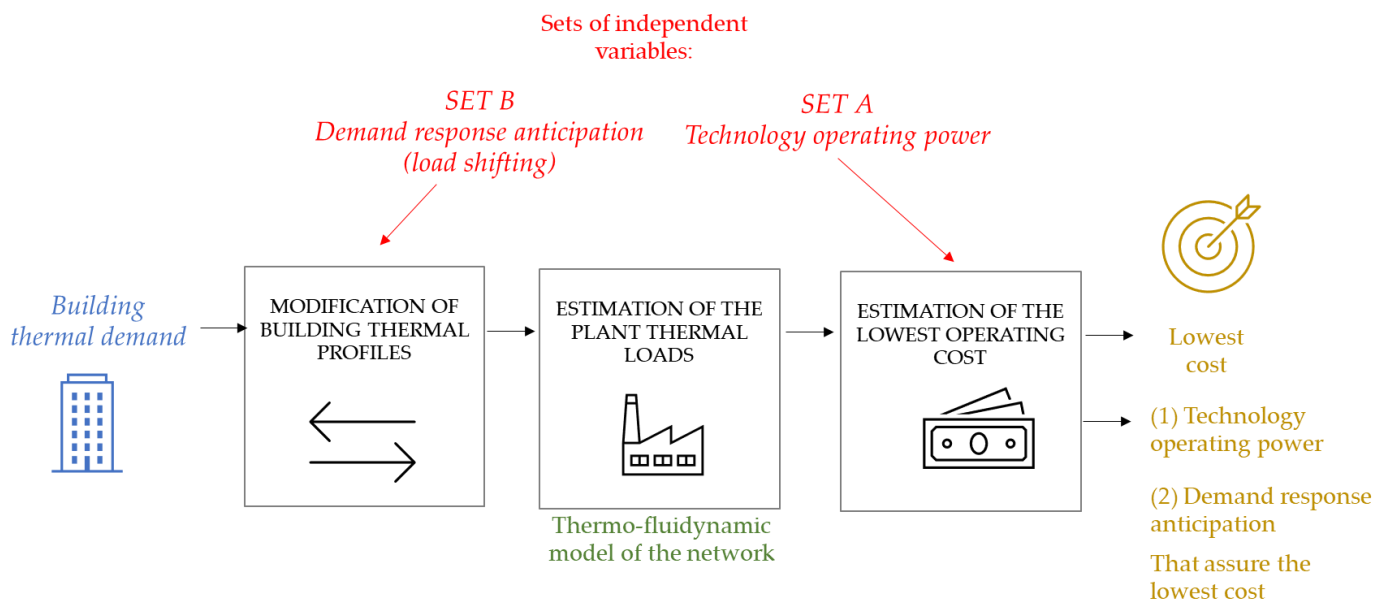 Sets of independent
variables:
SET B
Demand response anticipation
(load shifting)
SET A
Technology operating power
Building
thermal demand
MODIFICATION OF
BUILDING THERMAL
PROFILES
ESTIMATION OF THE
PLANT THERMAL
LOADS
Thermo-fluidynamic
model of the network
ESTIMATION OF THE
LOWEST OPERATING
COST
Lowest
cost
(1) Technology
operating power
(2) Demand response
anticipation
That assure the
lowest cost